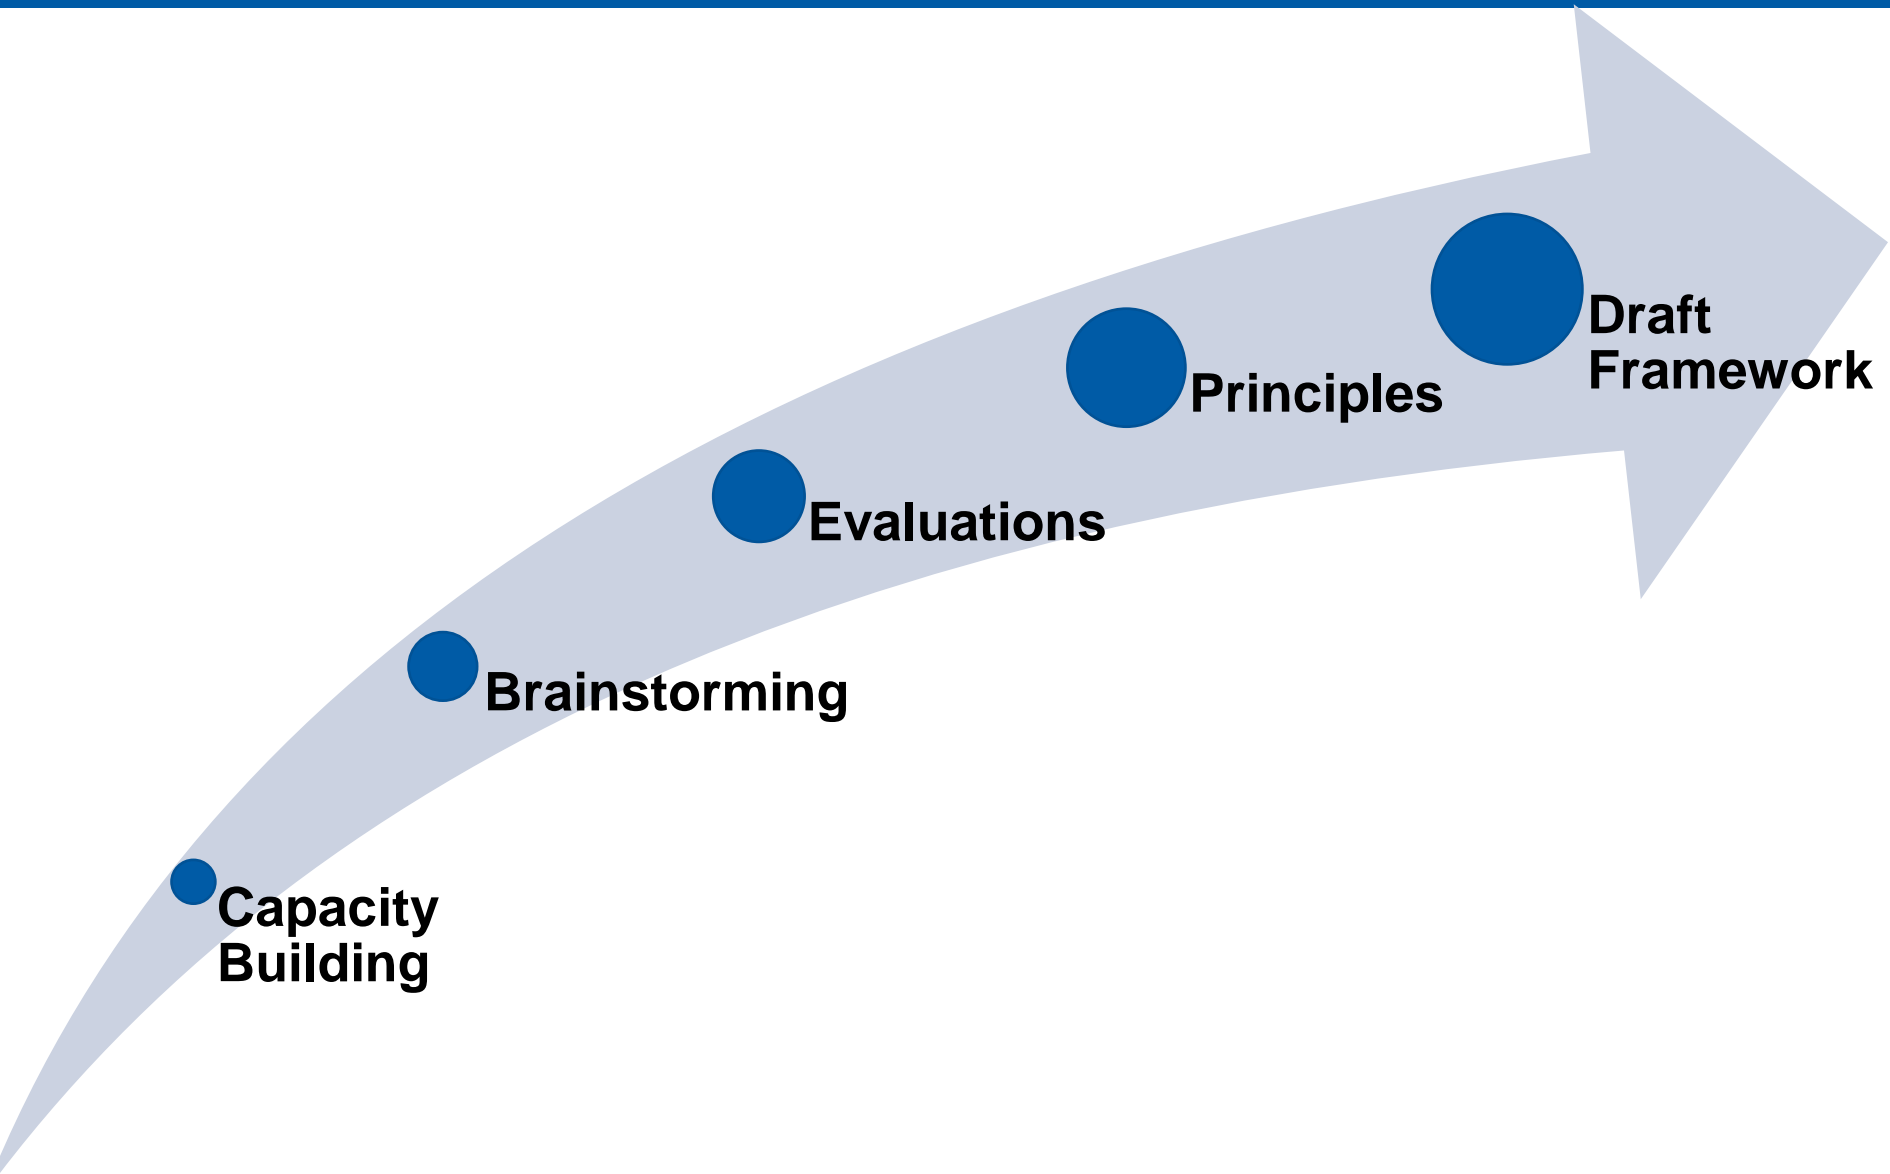 Capacity
Building
Brainstorming
Evaluations
Principles
Draft
Framework